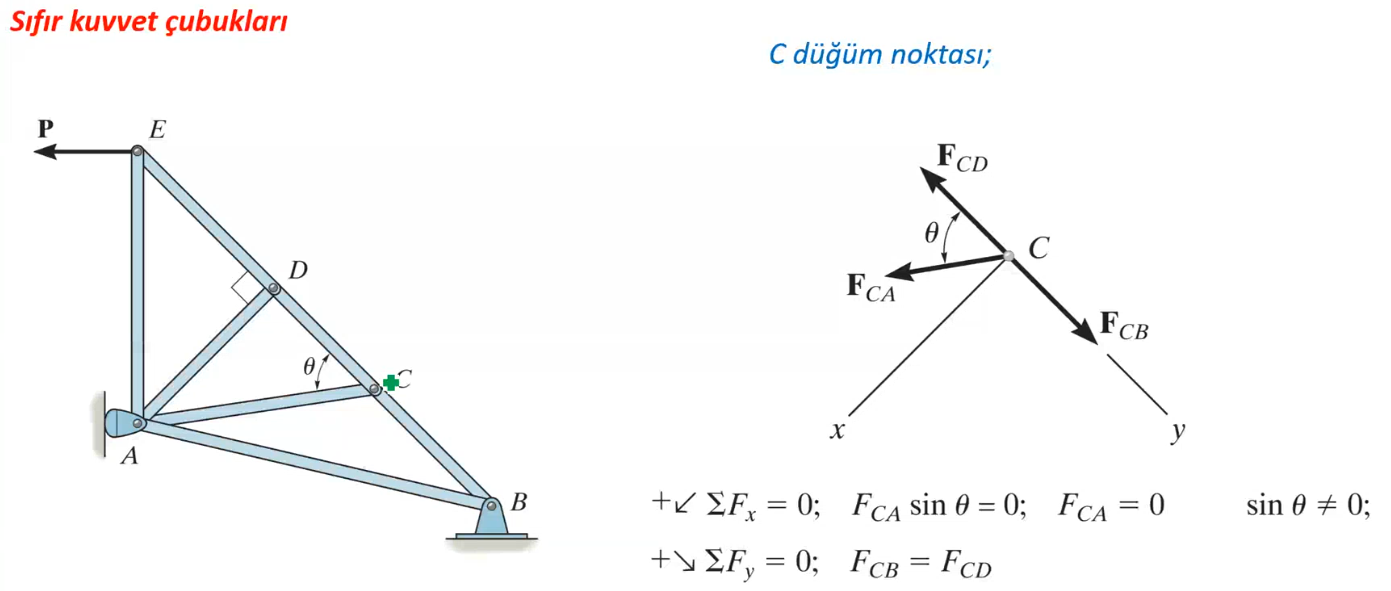 Sıfır kuvvet çubukları
C düğüm noktası;
P
E
D
θ
C
A
B
F_CD
θ
C
F_CA
F_CB
x
y
+↙ ΣF_x = 0; F_CA sin θ = 0; F_CA = 0 sin θ ≠ 0;
+↘ ΣF_y = 0; F_CB = F_CD